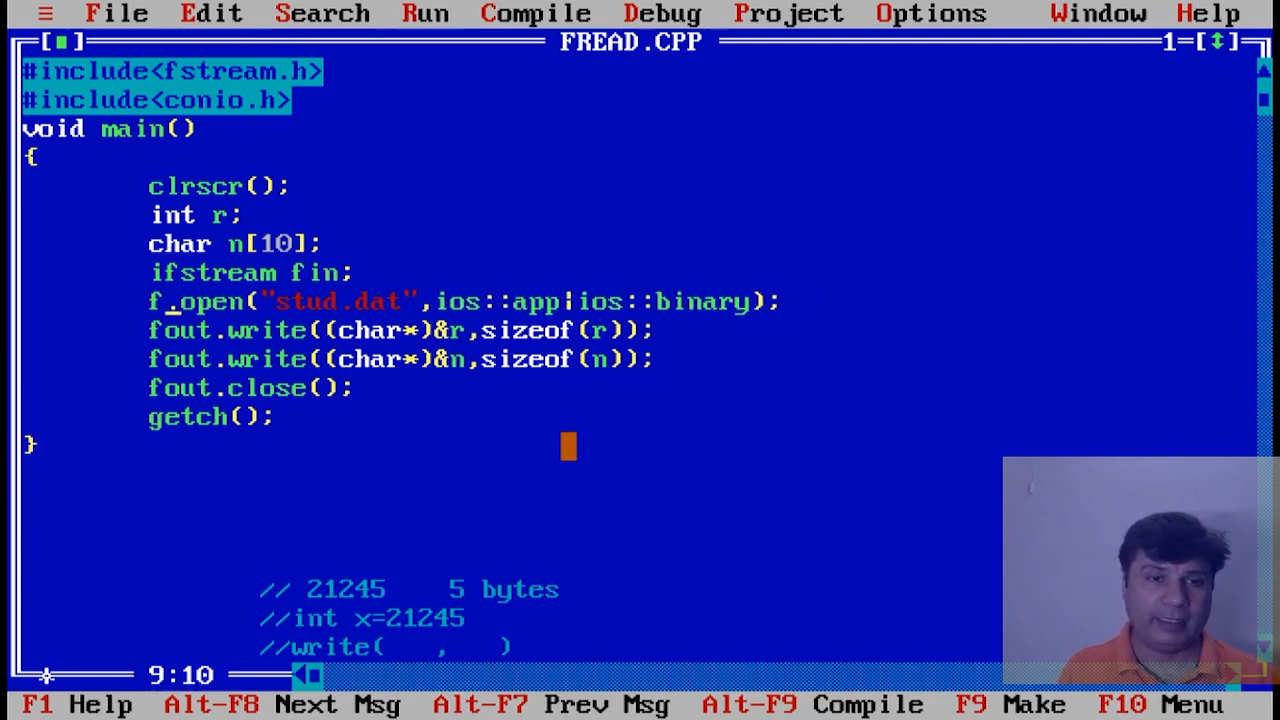 ≡ File Edit Search Run Compile Debug Project Options Window Help
[■] FREAD.CPP 1=[↕]
#include<fstream.h>
#include<conio.h>
void main()
{
clrscr();
int r;
char n[10];
ifstream fin;
f.open("stud.dat",ios::app|ios::binary);
fout.write((char*)&r,sizeof(r));
fout.write((char*)&n,sizeof(n));
fout.close();
getch();
}
// 21245 5 bytes
//int x=21245
//write( , )
9:10
F1 Help Alt-F8 Next Msg Alt-F7 Prev Msg Alt-F9 Compile F9 Make F10 Menu